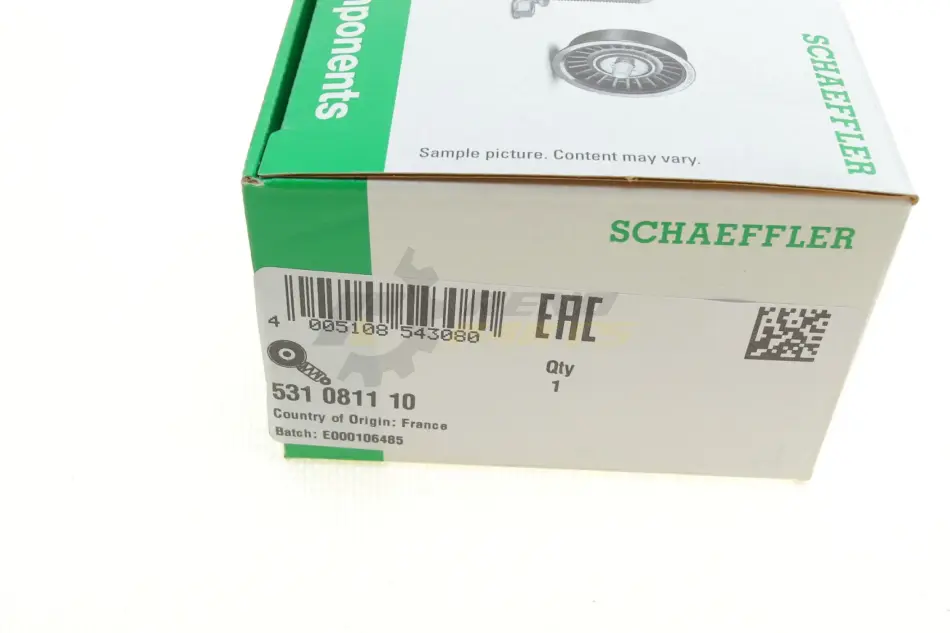 mponents
SCHAEFFLER
Sample picture. Content may vary.
SCHAEFFLER
4 005108 543080
EAC
Qty
1
531 0811 10
Country of Origin: France
Batch: E000106485